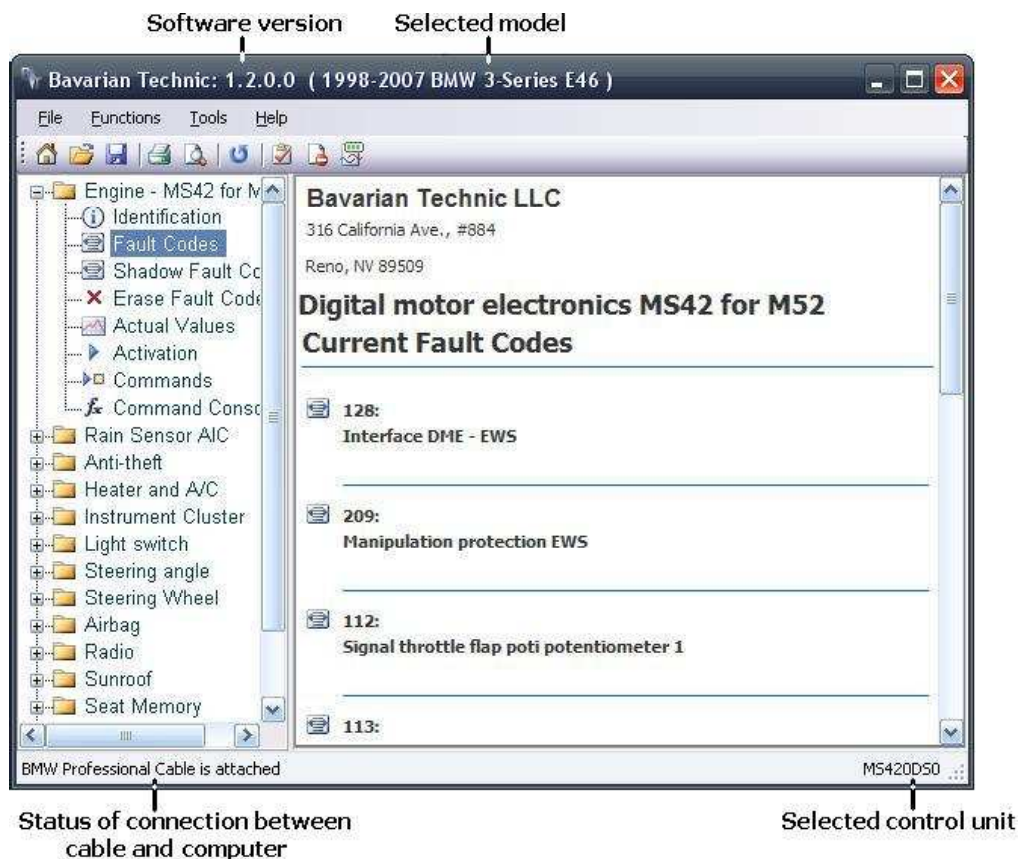 Software version Selected model
Bavarian Technic: 1.2.0.0 ( 1998-2007 BMW 3-Series E46 )
File Functions Tools Help
Engine - MS42 for M
Identification
Fault Codes
Shadow Fault Co
Erase Fault Code
Actual Values
Activation
Commands
fx Command Conso
Rain Sensor AIC
Anti-theft
Heater and A/C
Instrument Cluster
Light switch
Steering angle
Steering Wheel
Airbag
Radio
Sunroof
Seat Memory
Bavarian Technic LLC
316 California Ave., #884
Reno, NV 89509
Digital motor electronics MS42 for M52
Current Fault Codes
128:
Interface DME - EWS
209:
Manipulation protection EWS
112:
Signal throttle flap poti potentiometer 1
113:
BMW Professional Cable is attached
MS420DS0
Status of connection between
cable and computer
Selected control unit